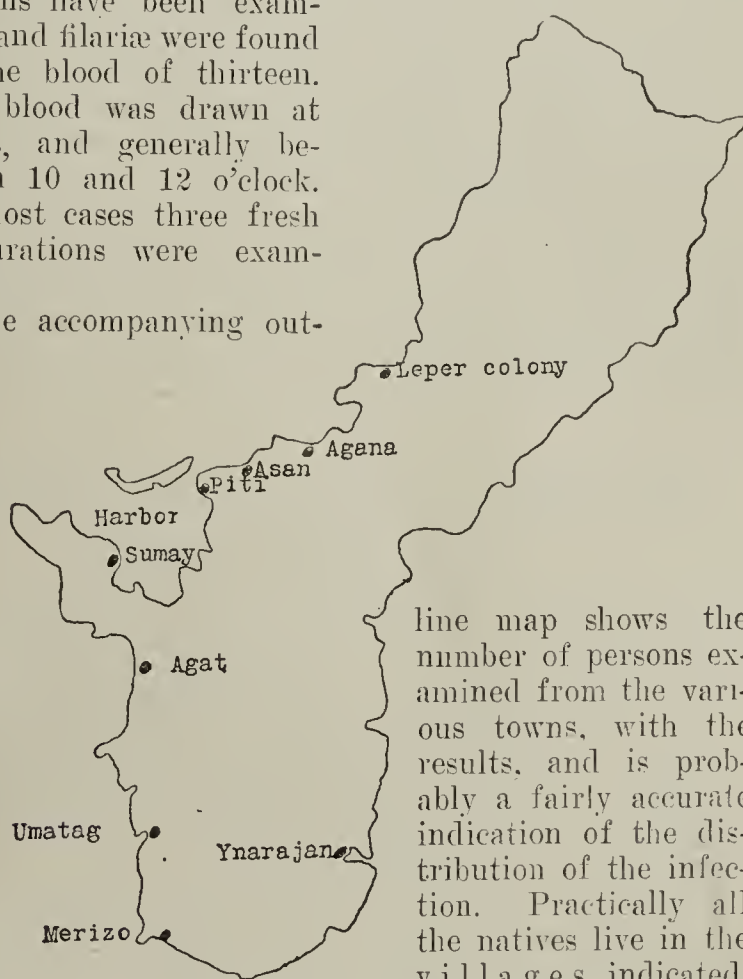 have been exam-
and filariæ were found
blood of thirteen.
blood was drawn at
and generally be-
10 and 12 o'clock.
cases three fresh
were exam-
accompanying out-
Leper colony
Agana
Asan
Piti
Harbor
Sumay
Agat
Umatag
Ynarajan
Merizo
line map shows the
number of persons ex-
amined from the vari-
ous towns, with the
results, and is prob-
ably a fairly accurate
indication of the dis-
tribution of the infec-
tion. Practically all
the natives live in the
villages indicated